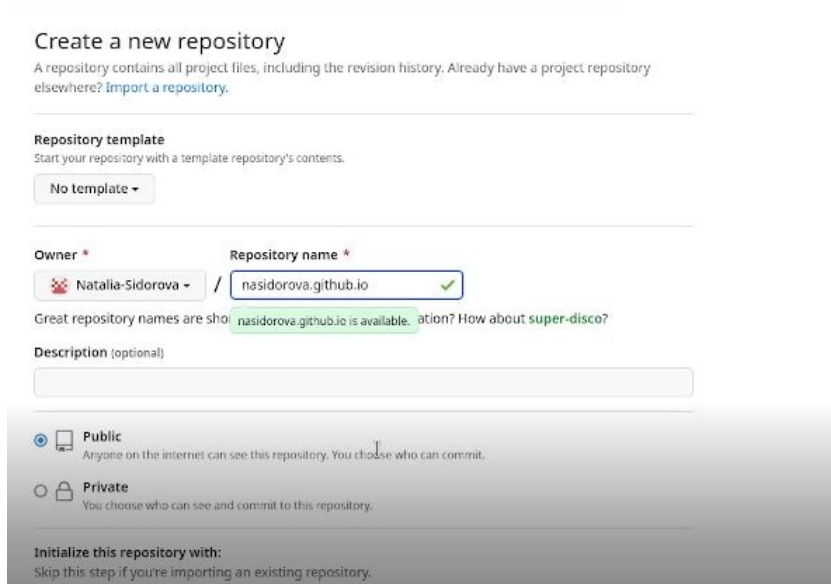 Create a new repository
A repository contains all project files, including the revision history. Already have a project repository
elsewhere? Import a repository.
Repository template
Start your repository with a template repository's contents.
No template
Owner *
Repository name *
Natalia-Sidorova
/
nasidorova.github.io
Great repository names are sho
nasidorova.github.io is available.
ation? How about super-disco?
Description (optional)
Public
Anyone on the internet can see this repository. You choose who can commit.
Private
You choose who can see and commit to this repository.
Initialize this repository with:
Skip this step if you're importing an existing repository.